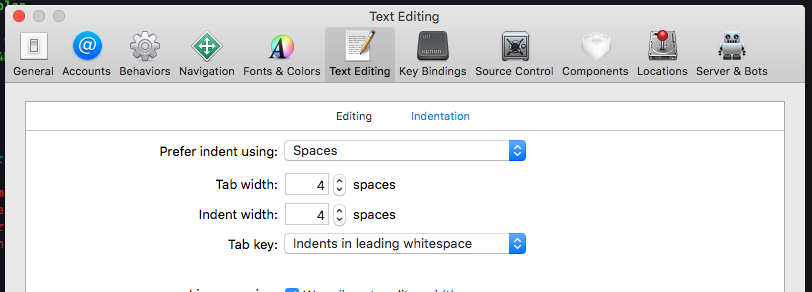 Text Editing
alt
option
General Accounts Behaviors Navigation Fonts & Colors Text Editing Key Bindings Source Control Components Locations Server & Bots
Editing Indentation
Prefer indent using: Spaces
Tab width: 4 spaces
Indent width: 4 spaces
Tab key: Indents in leading whitespace